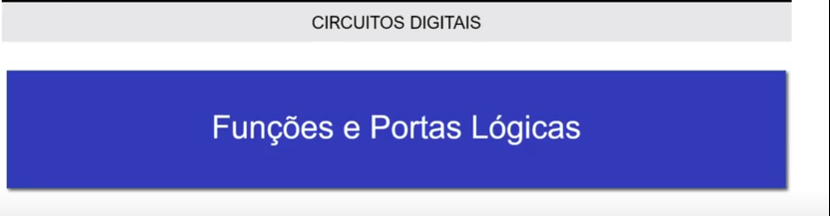 CIRCUITOS DIGITAIS
Funções e Portas Lógicas